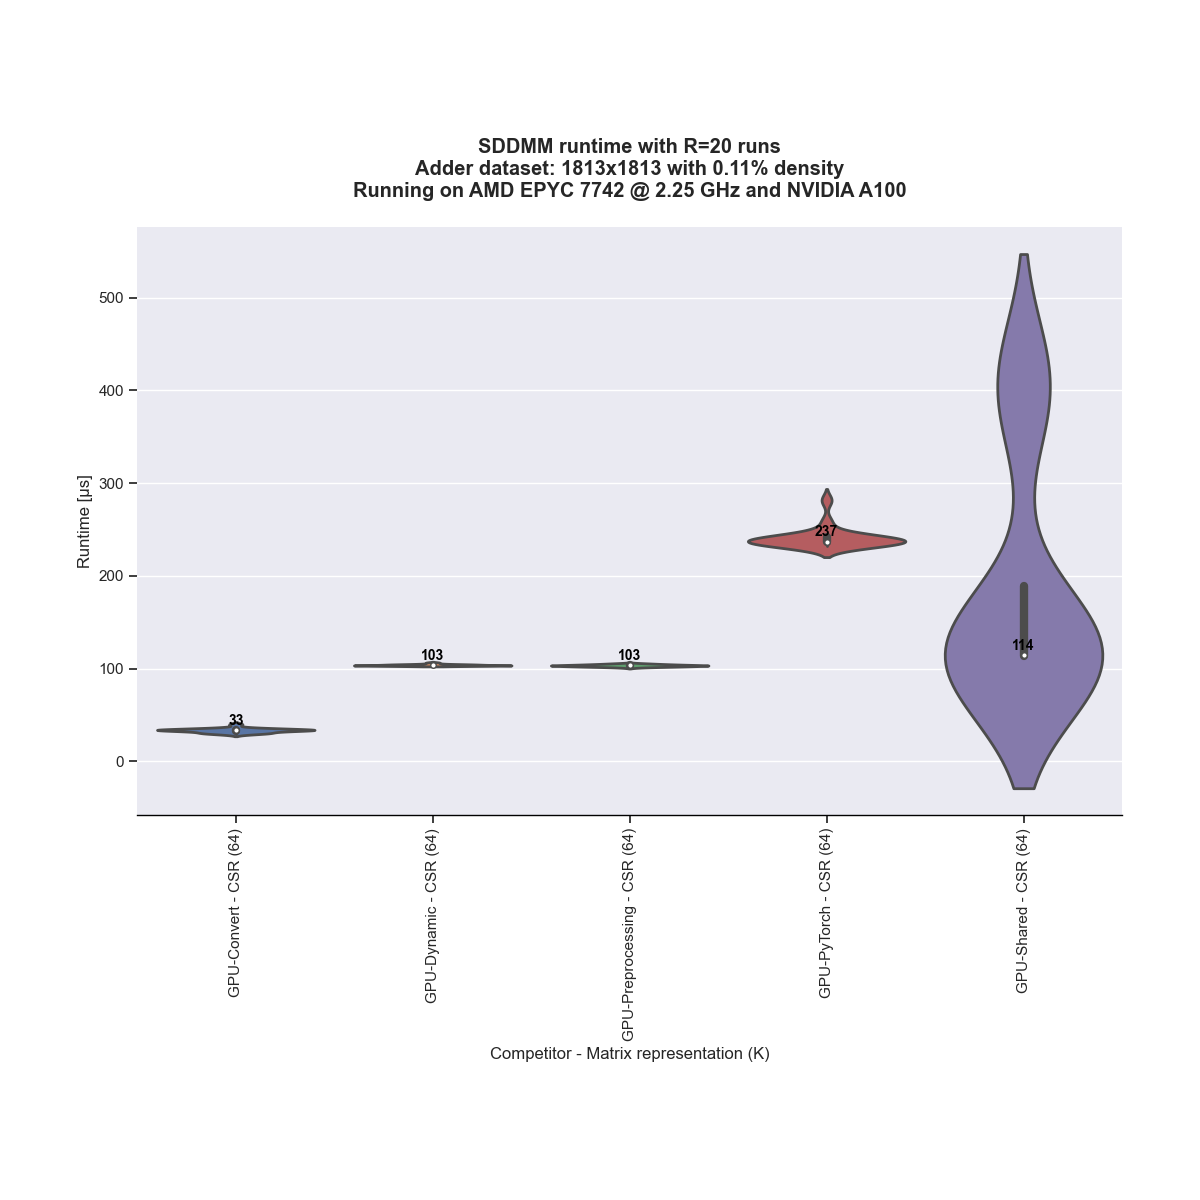 SDDMM runtime with R=20 runs
Adder dataset: 1813x1813 with 0.11% density
Running on AMD EPYC 7742 @ 2.25 GHz and NVIDIA A100
Runtime [µs]
500
400
300
200
100
0
33
103
103
237
114
GPU-Convert - CSR (64)
GPU-Dynamic - CSR (64)
GPU-Preprocessing - CSR (64)
GPU-PyTorch - CSR (64)
GPU-Shared - CSR (64)
Competitor - Matrix representation (K)